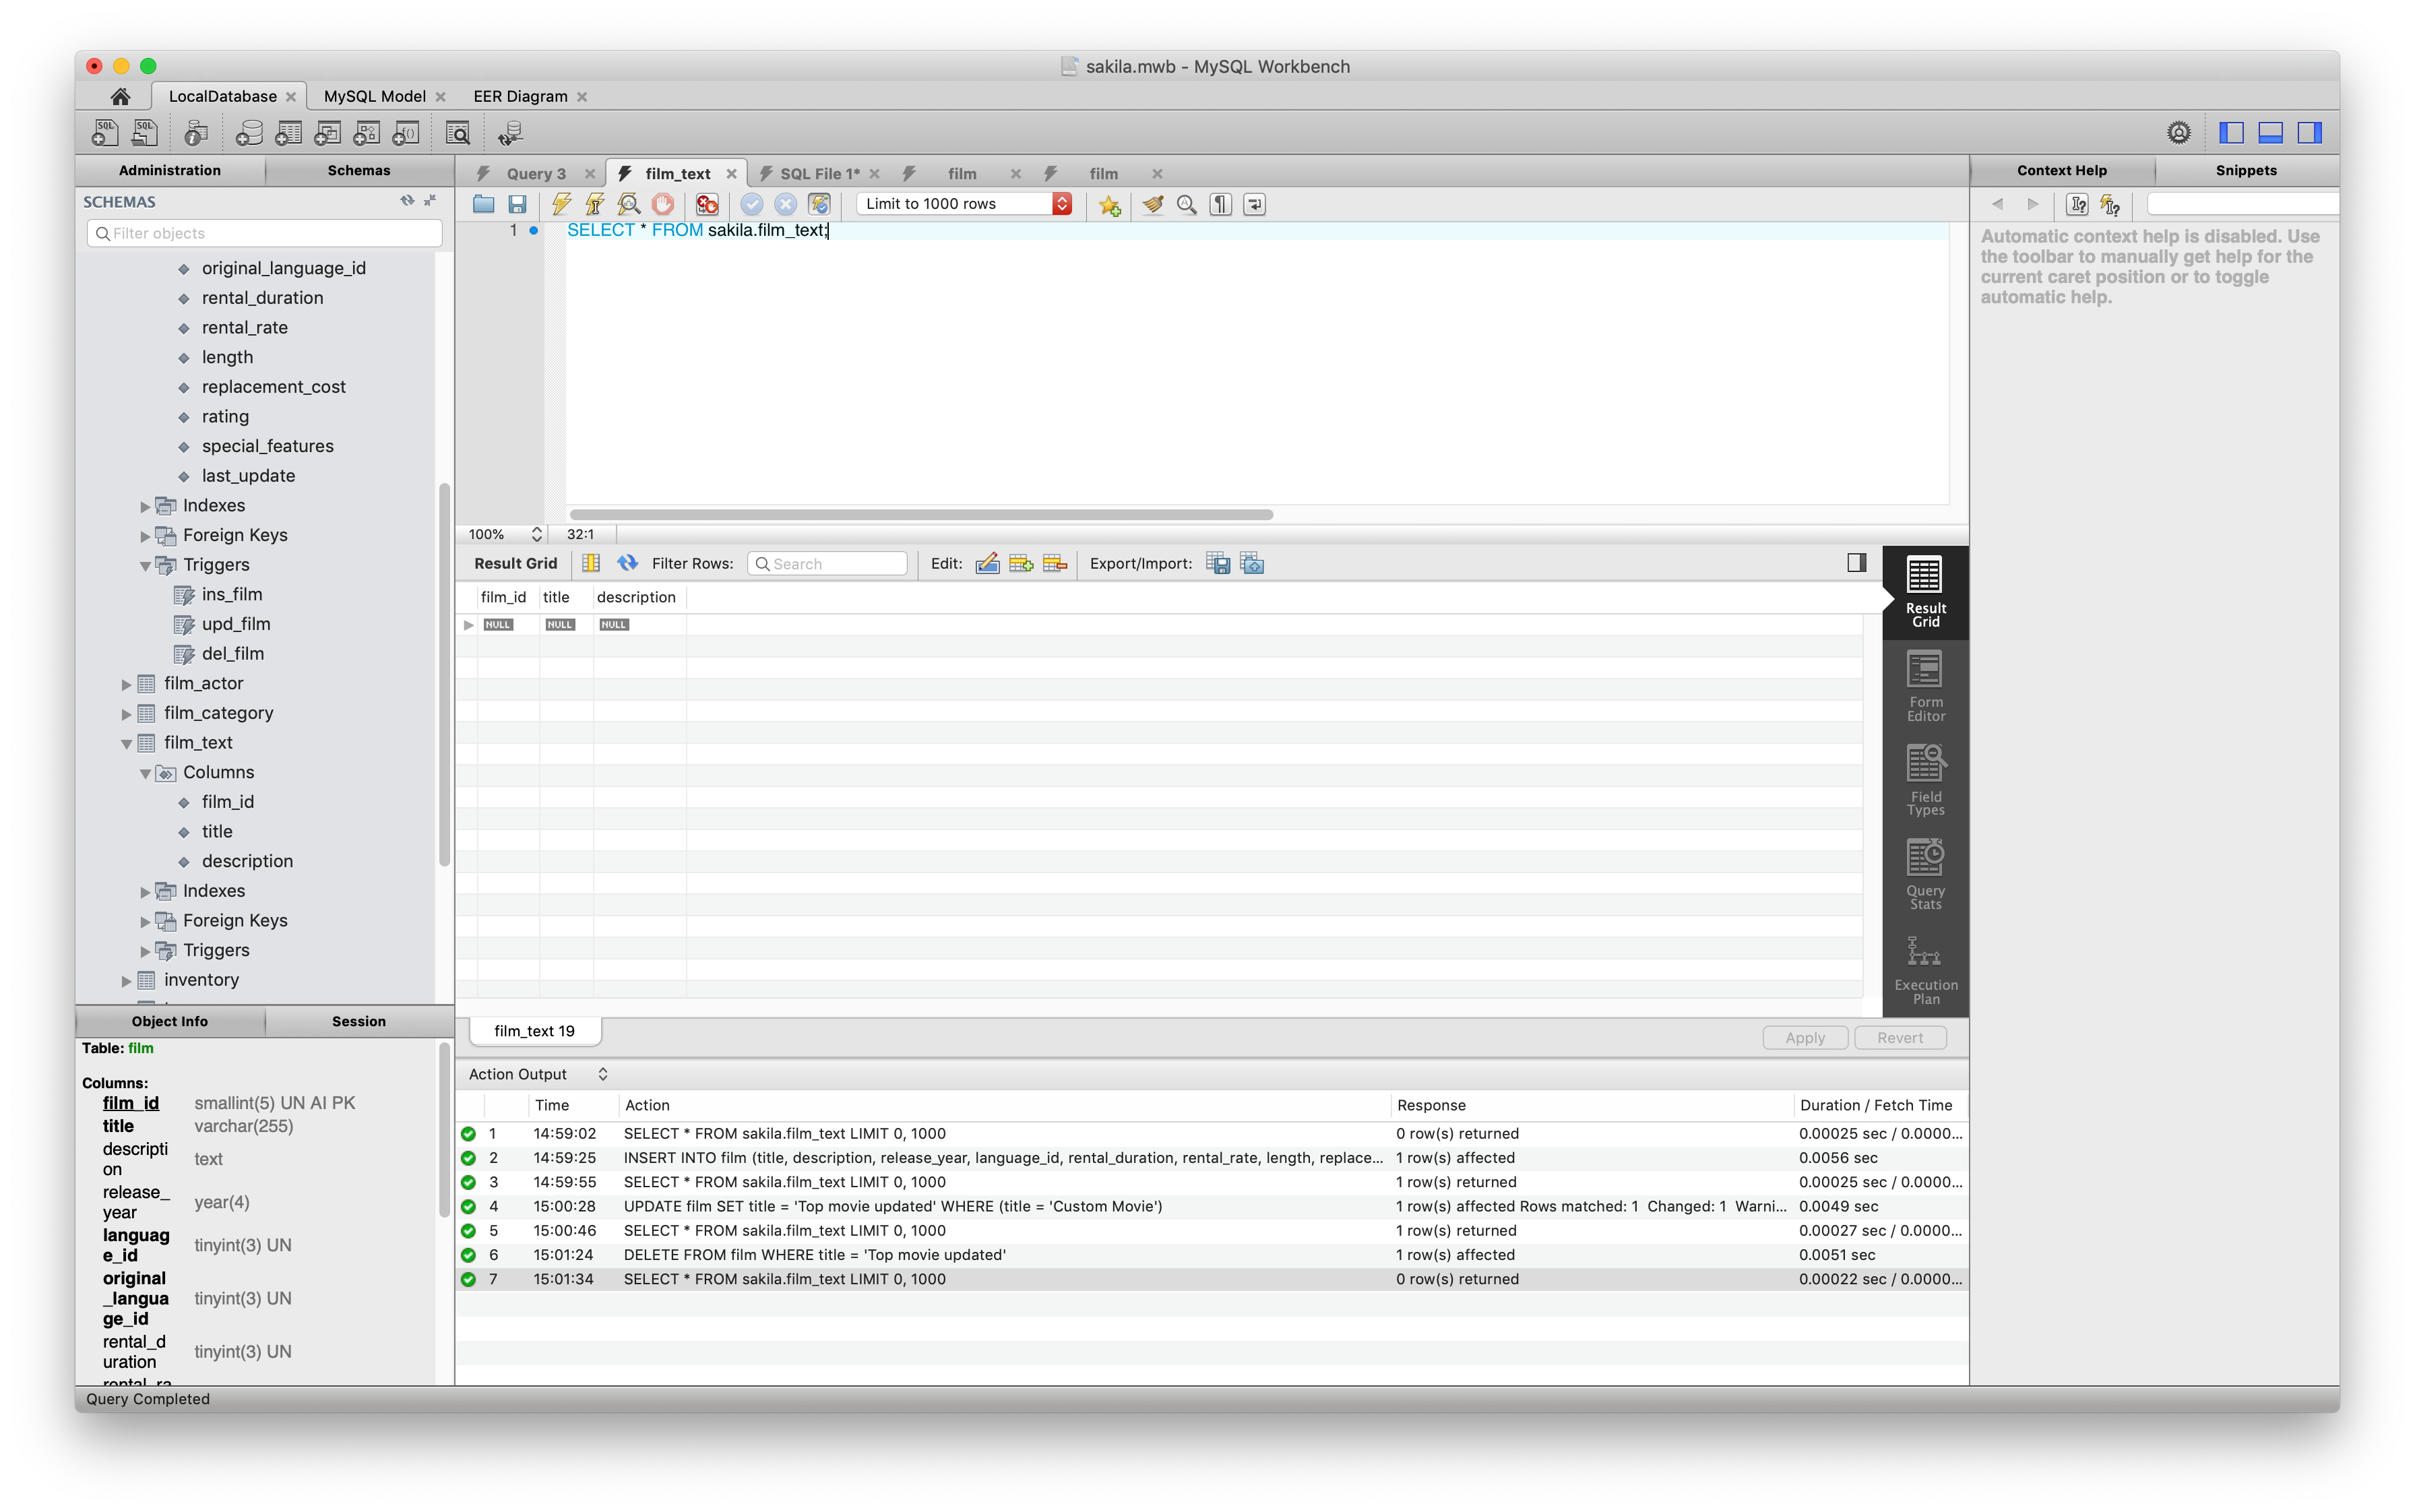 sakila.mwb - MySQL Workbench
LocalDatabase
MySQL Model
EER Diagram
Administration
Schemas
Query 3
film_text
SQL File 1*
film
film
Context Help
Snippets
SCHEMAS
Limit to 1000 rows
Filter objects
1 SELECT * FROM sakila.film_text;
Automatic context help is disabled. Use
the toolbar to manually get help for the
current caret position or to toggle
automatic help.
original_language_id
rental_duration
rental_rate
length
replacement_cost
rating
special_features
last_update
Indexes
Foreign Keys
Triggers
ins_film
upd_film
del_film
film_actor
film_category
film_text
Columns
film_id
title
description
Indexes
Foreign Keys
Triggers
inventory
100%
32:1
Result Grid
Filter Rows:
Search
Edit:
Export/Import:
film_id title description
NULL NULL NULL
Result
Grid
Form
Editor
Field
Types
Query
Stats
Execution
Plan
film_text 19
Apply
Revert
Object Info
Session
Table: film
Columns:
film_id smallint(5) UN AI PK
title varchar(255)
descripti
on text
release_
year year(4)
languag
e_id tinyint(3) UN
original
_langua
ge_id tinyint(3) UN
rental_d
uration tinyint(3) UN
rental_ra
Action Output
Time Action Response Duration / Fetch Time
1 14:59:02 SELECT * FROM sakila.film_text LIMIT 0, 1000 0 row(s) returned 0.00025 sec / 0.0000...
2 14:59:25 INSERT INTO film (title, description, release_year, language_id, rental_duration, rental_rate, length, replace... 1 row(s) affected 0.0056 sec
3 14:59:55 SELECT * FROM sakila.film_text LIMIT 0, 1000 1 row(s) returned 0.00025 sec / 0.0000...
4 15:00:28 UPDATE film SET title = 'Top movie updated' WHERE (title = 'Custom Movie') 1 row(s) affected Rows matched: 1 Changed: 1 Warni... 0.0049 sec
5 15:00:46 SELECT * FROM sakila.film_text LIMIT 0, 1000 1 row(s) returned 0.00027 sec / 0.0000...
6 15:01:24 DELETE FROM film WHERE title = 'Top movie updated' 1 row(s) affected 0.0051 sec
7 15:01:34 SELECT * FROM sakila.film_text LIMIT 0, 1000 0 row(s) returned 0.00022 sec / 0.0000...
Query Completed